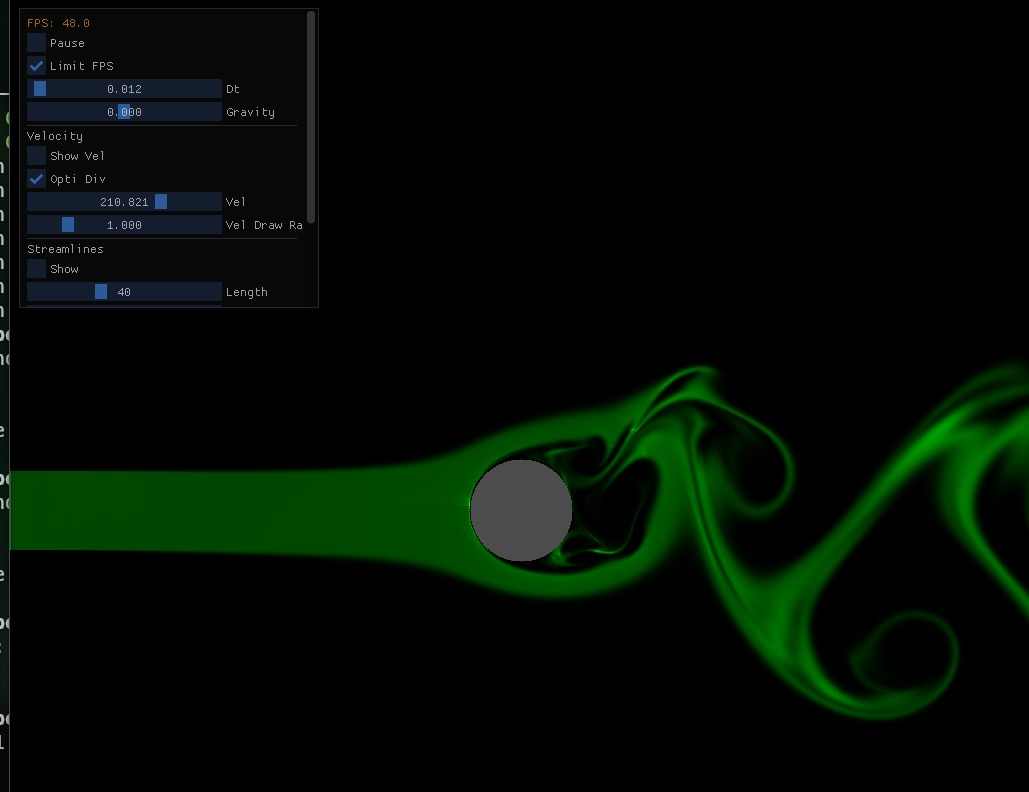 FPS: 48.0
Pause
Limit FPS
0.012 Dt
0.000 Gravity
Velocity
Show Vel
Opti Div
210.821 Vel
1.000 Vel Draw Ra
Streamlines
Show
40 Length